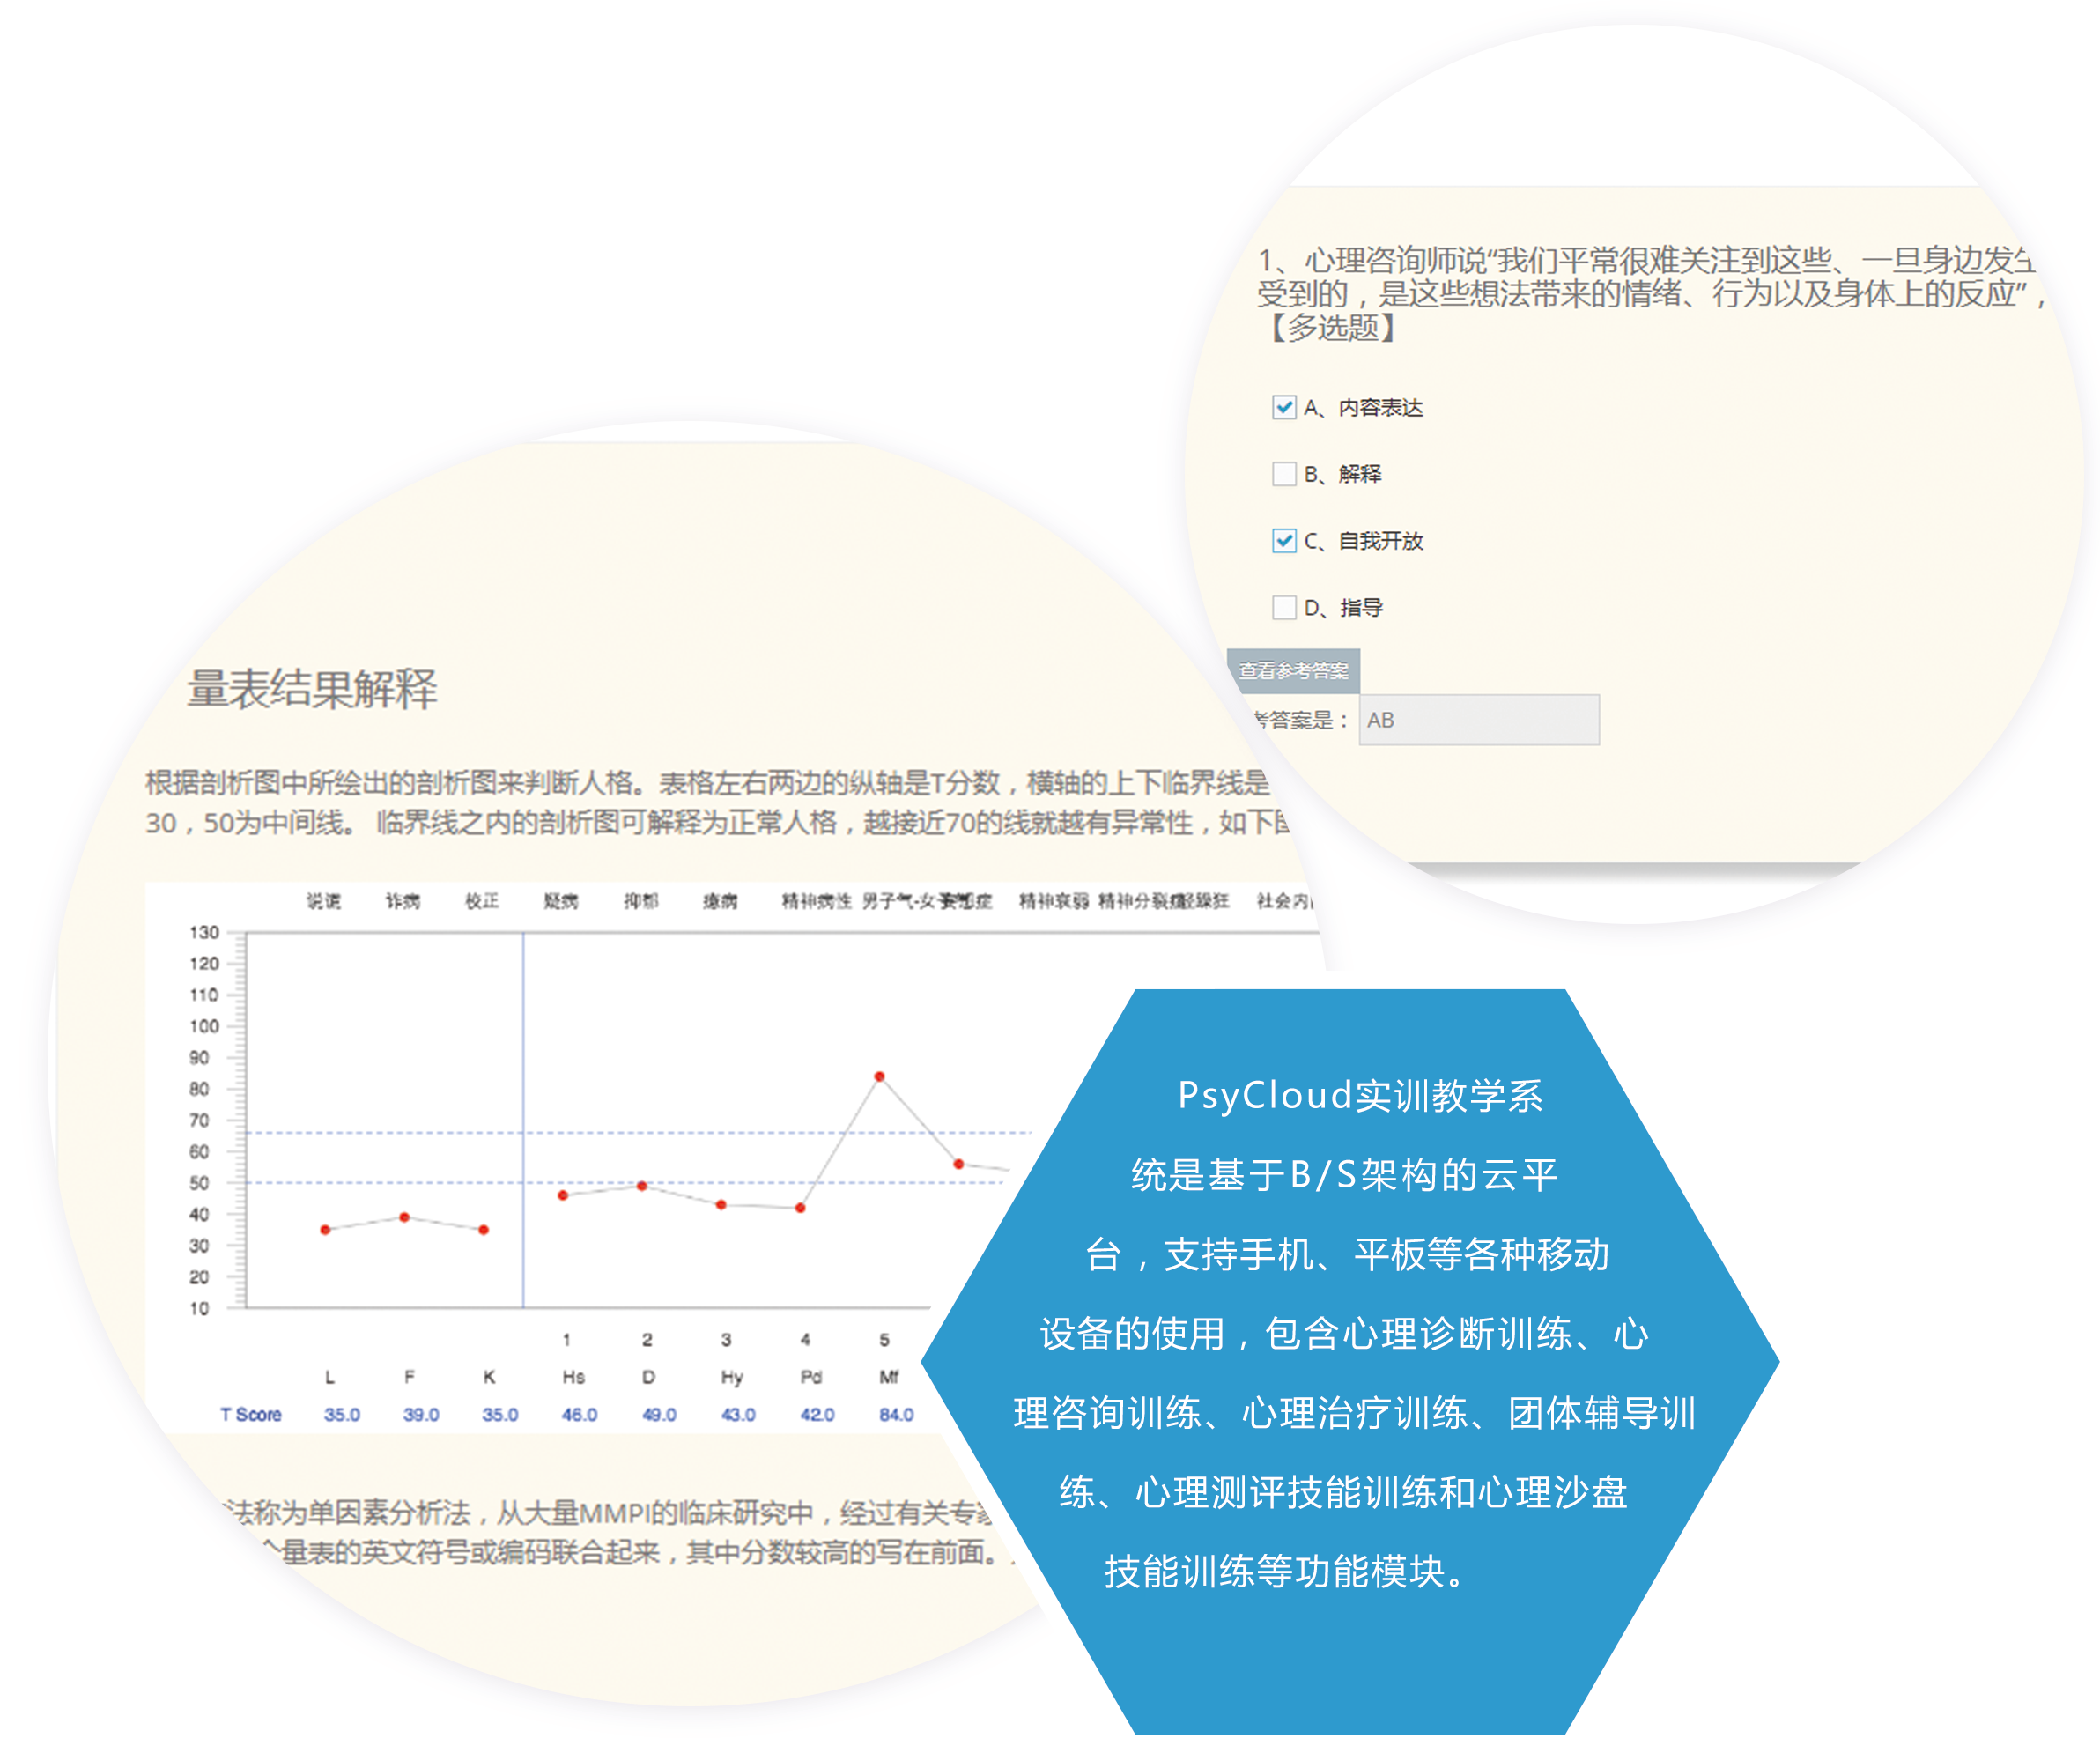 1、心理咨询师说“我们平常很难关注到这些、一旦身边发生
受到的，是这些想法带来的情绪、行为以及身体上的反应”，
【多选题】
A、内容表达
B、解释
C、自我开放
D、指导
查看参考答案
考答案是： AB
量表结果解释
根据剖析图中所绘出的剖析图来判断人格。表格左右两边的纵轴是T分数，横轴的上下临界线是
30，50为中间线。 临界线之内的剖析图可解释为正常人格，越接近70的线就越有异常性，如下图
说谎 诈病 校正 疑病 抑郁 癔病 精神病性 男子气-女 精神衰弱 精神分裂 轻躁狂 社会内
130
120
110
100
90
80
70
60
50
40
30
20
10
1 2 3 4 5
L F K Hs D Hy Pd Mf
T Score 35.0 39.0 35.0 46.0 49.0 43.0 42.0 84.0
法称为单因素分析法，从大量MMPI的临床研究中，经过有关专家
个量表的英文符号或编码联合起来，其中分数较高的写在前面。
PsyCloud实训教学系
统是基于B/S架构的云平
台，支持手机、平板等各种移动
设备的使用，包含心理诊断训练、心
理咨询训练、心理治疗训练、团体辅导训
练、心理测评技能训练和心理沙盘
技能训练等功能模块。